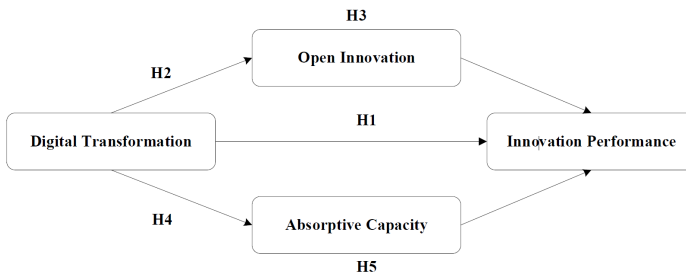 H3
Open Innovation
H2
H1
Digital Transformation
Innovation Performance
H4
Absorptive Capacity
H5